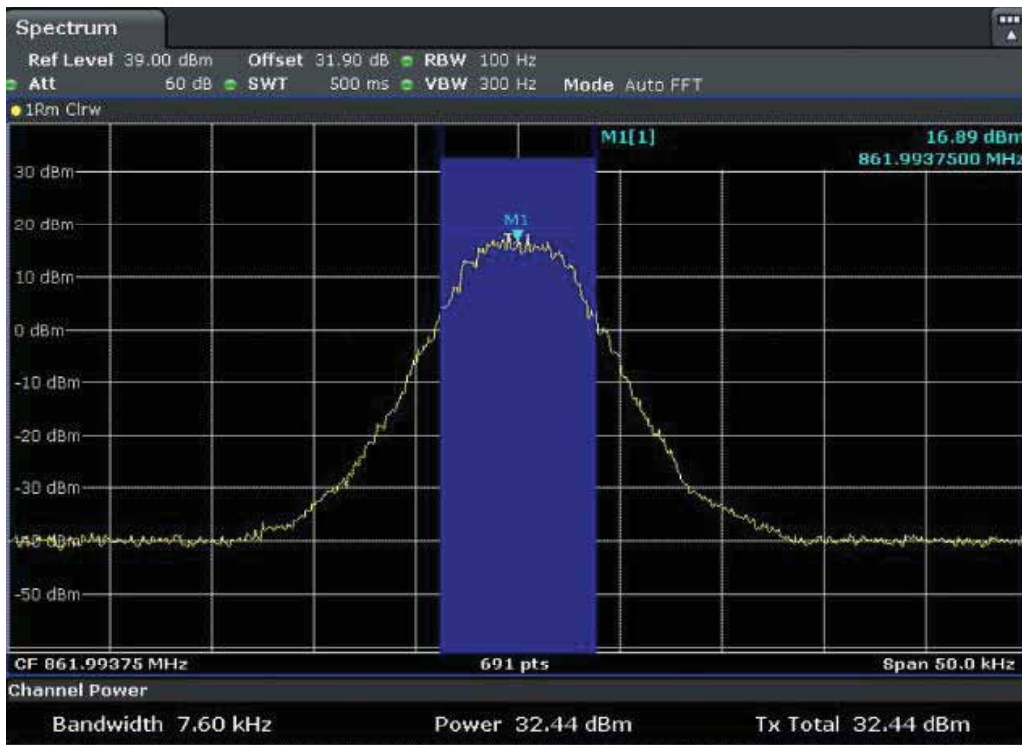 Spectrum
Ref Level 39.00 dBm Offset 31.90 dB RBW 100 Hz
Att 60 dB SWT 500 ms VBW 300 Hz Mode Auto FFT
1Rm Clrw
M1[1] 16.89 dBm
861.9937500 MHz
30 dBm
20 dBm
M1
10 dBm
0 dBm
-10 dBm
-20 dBm
-30 dBm
-40 dBm
-50 dBm
CF 861.99375 MHz 691 pts Span 50.0 kHz
Channel Power
Bandwidth 7.60 kHz Power 32.44 dBm Tx Total 32.44 dBm